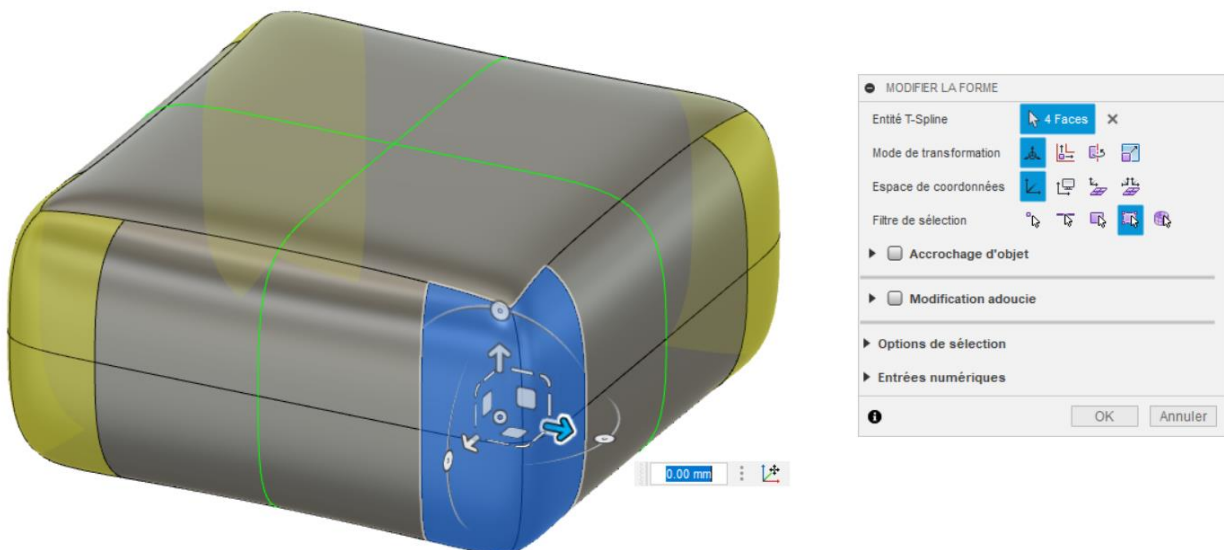 MODIFIER LA FORME
Entité T-Spline 4 Faces
Mode de transformation
Espace de coordonnées
Filtre de sélection
Accrochage d'objet
Modification adoucie
Options de sélection
Entrées numériques
OK Annuler
0.00 mm